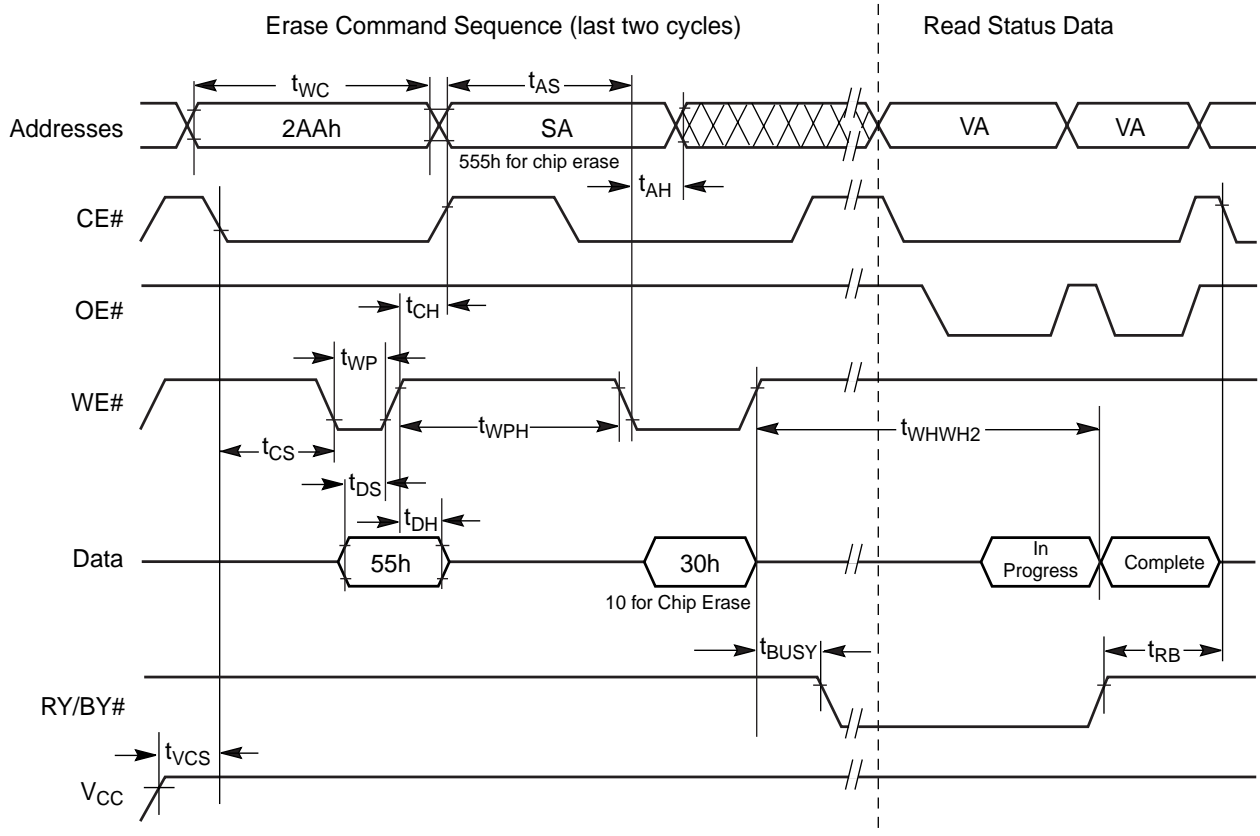 Erase Command Sequence (last two cycles)
Read Status Data
tWC
tAS
Addresses
2AAh
SA
VA
VA
555h for chip erase
tAH
CE#
OE#
tCH
tWP
WE#
tWPH
tWHWH2
tCS
tDS
tDH
Data
55h
30h
In
Progress
Complete
10 for Chip Erase
tBUSY
tRB
RY/BY#
tVCS
VCC